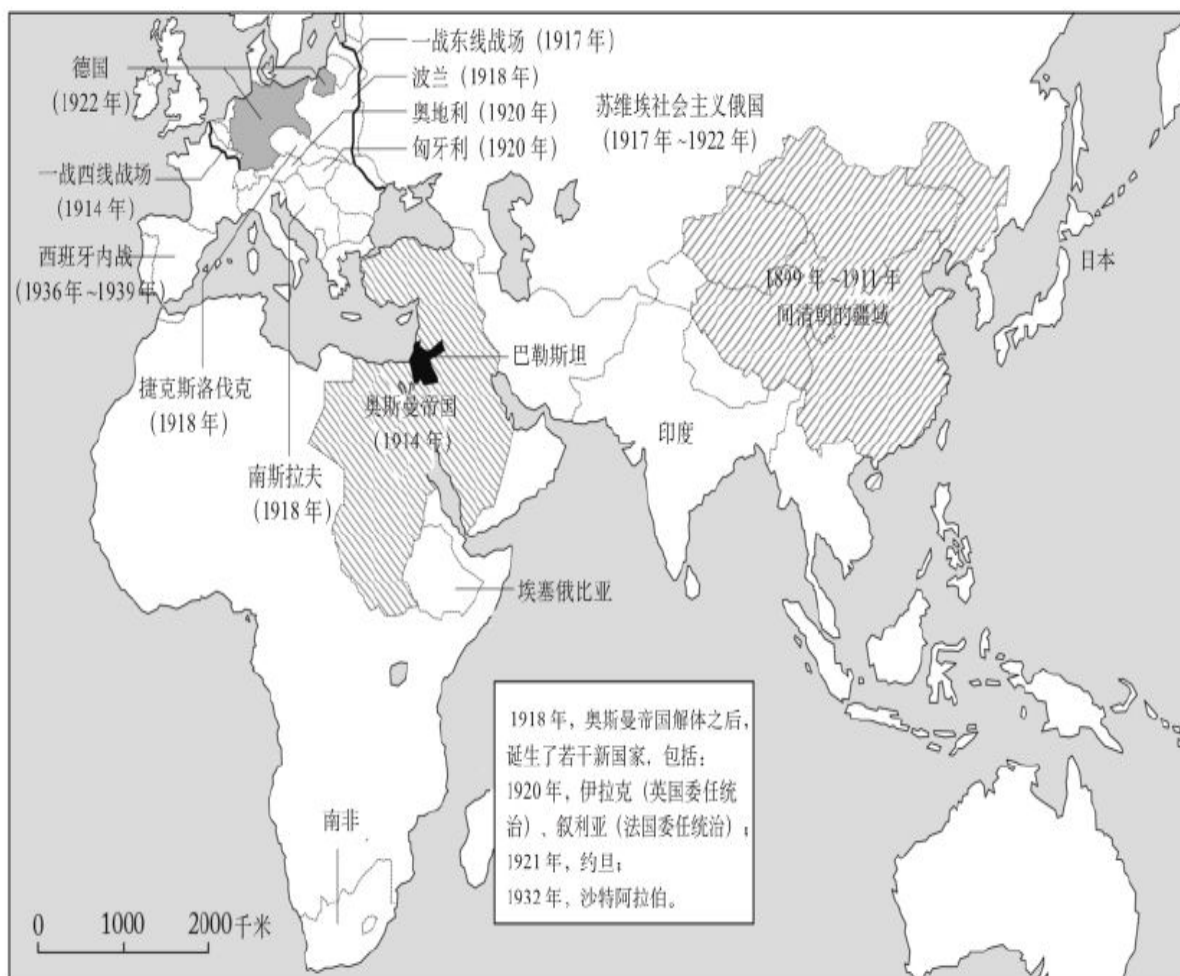 德国
(1922年)
一战东线战场 (1917年)
波兰 (1918年)
奥地利 (1920年)
匈牙利 (1920年)
苏维埃社会主义俄国
(1917年~1922年)
一战西线战场
(1914年)
西班牙内战
(1936年~1939年)
捷克斯洛伐克
(1918年)
南斯拉夫
(1918年)
巴勒斯坦
奥斯曼帝国
(1914年)
埃塞俄比亚
1899年~1911年
间清朝的疆域
日本
印度
南非
1918年，奥斯曼帝国解体之后，
诞生了若干新国家，包括：
1920年，伊拉克（英国委任统
治）、叙利亚（法国委任统治）；
1921年，约旦；
1932年，沙特阿拉伯。
0 1000 2000千米